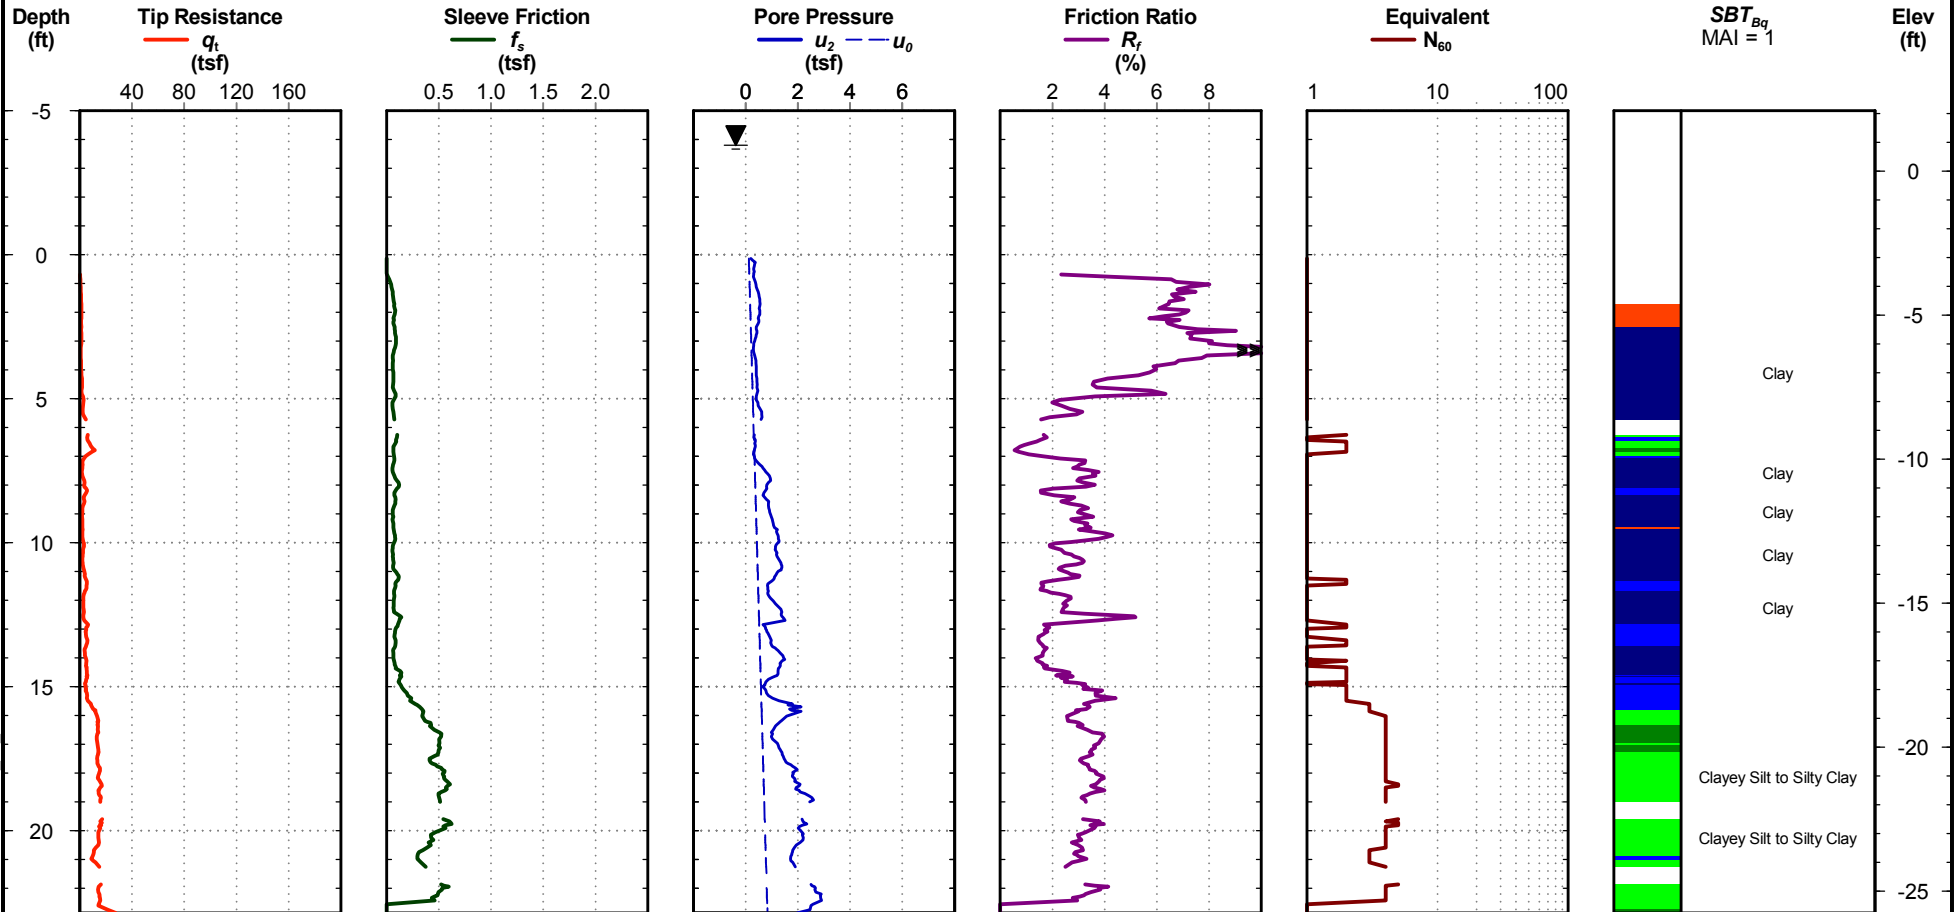 Depth
(ft)
Tip Resistance
qt
(tsf)
Sleeve Friction
fs
(tsf)
Pore Pressure
u2 u0
(tsf)
Friction Ratio
Rf
(%)
Equivalent
N60
SBTBq
MAI = 1
Elev
(ft)
40 80 120 160
0.5 1.0 1.5 2.0
0 2 4 6
2 4 6 8
1 10 100
-5
0
5
10
15
20
Clay
Clay
Clay
Clay
Clay
Clayey Silt to Silty Clay
Clayey Silt to Silty Clay
0
-5
-10
-15
-20
-25